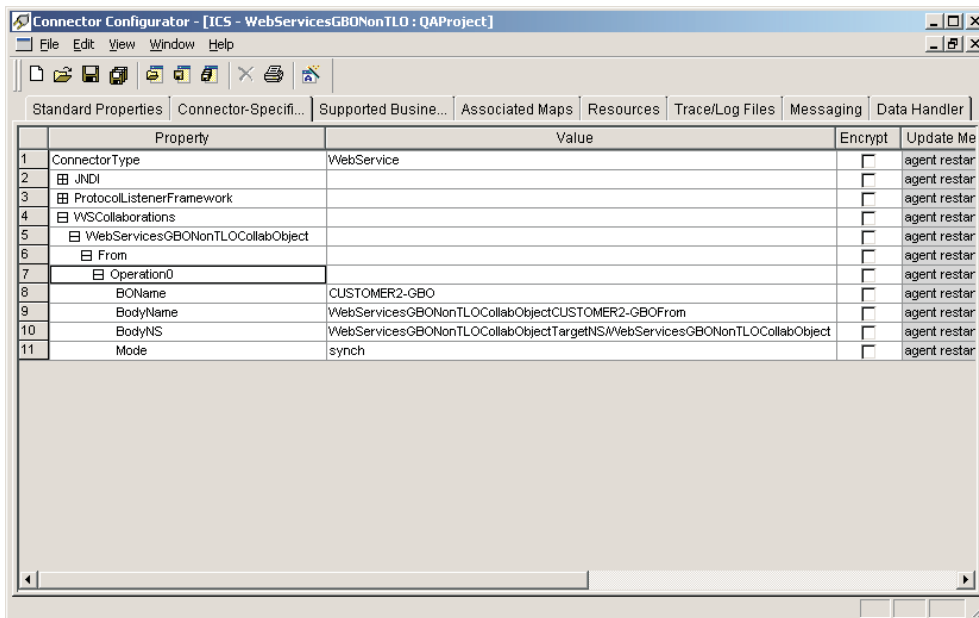 Connector Configurator - [ICS - WebServicesGBONonTLO : QAProject]
File Edit View Window Help
Standard Properties Connector-Specifi... Supported Busine... Associated Maps Resources Trace/Log Files Messaging Data Handler
Property Value Encrypt Update Me
1 ConnectorType WebService agent restar
2 JNDI agent restar
3 ProtocolListenerFramework agent restar
4 WSCollaborations agent restar
5 WebServicesGBONonTLOCollabObject agent restar
6 From agent restar
7 Operation0 agent restar
8 BOName CUSTOMER2-GBO agent restar
9 BodyName WebServicesGBONonTLOCollabObjectCUSTOMER2-GBOFrom agent restar
10 BodyNS WebServicesGBONonTLOCollabObjectTargetNS/WebServicesGBONonTLOCollabObject agent restar
11 Mode synch agent restar